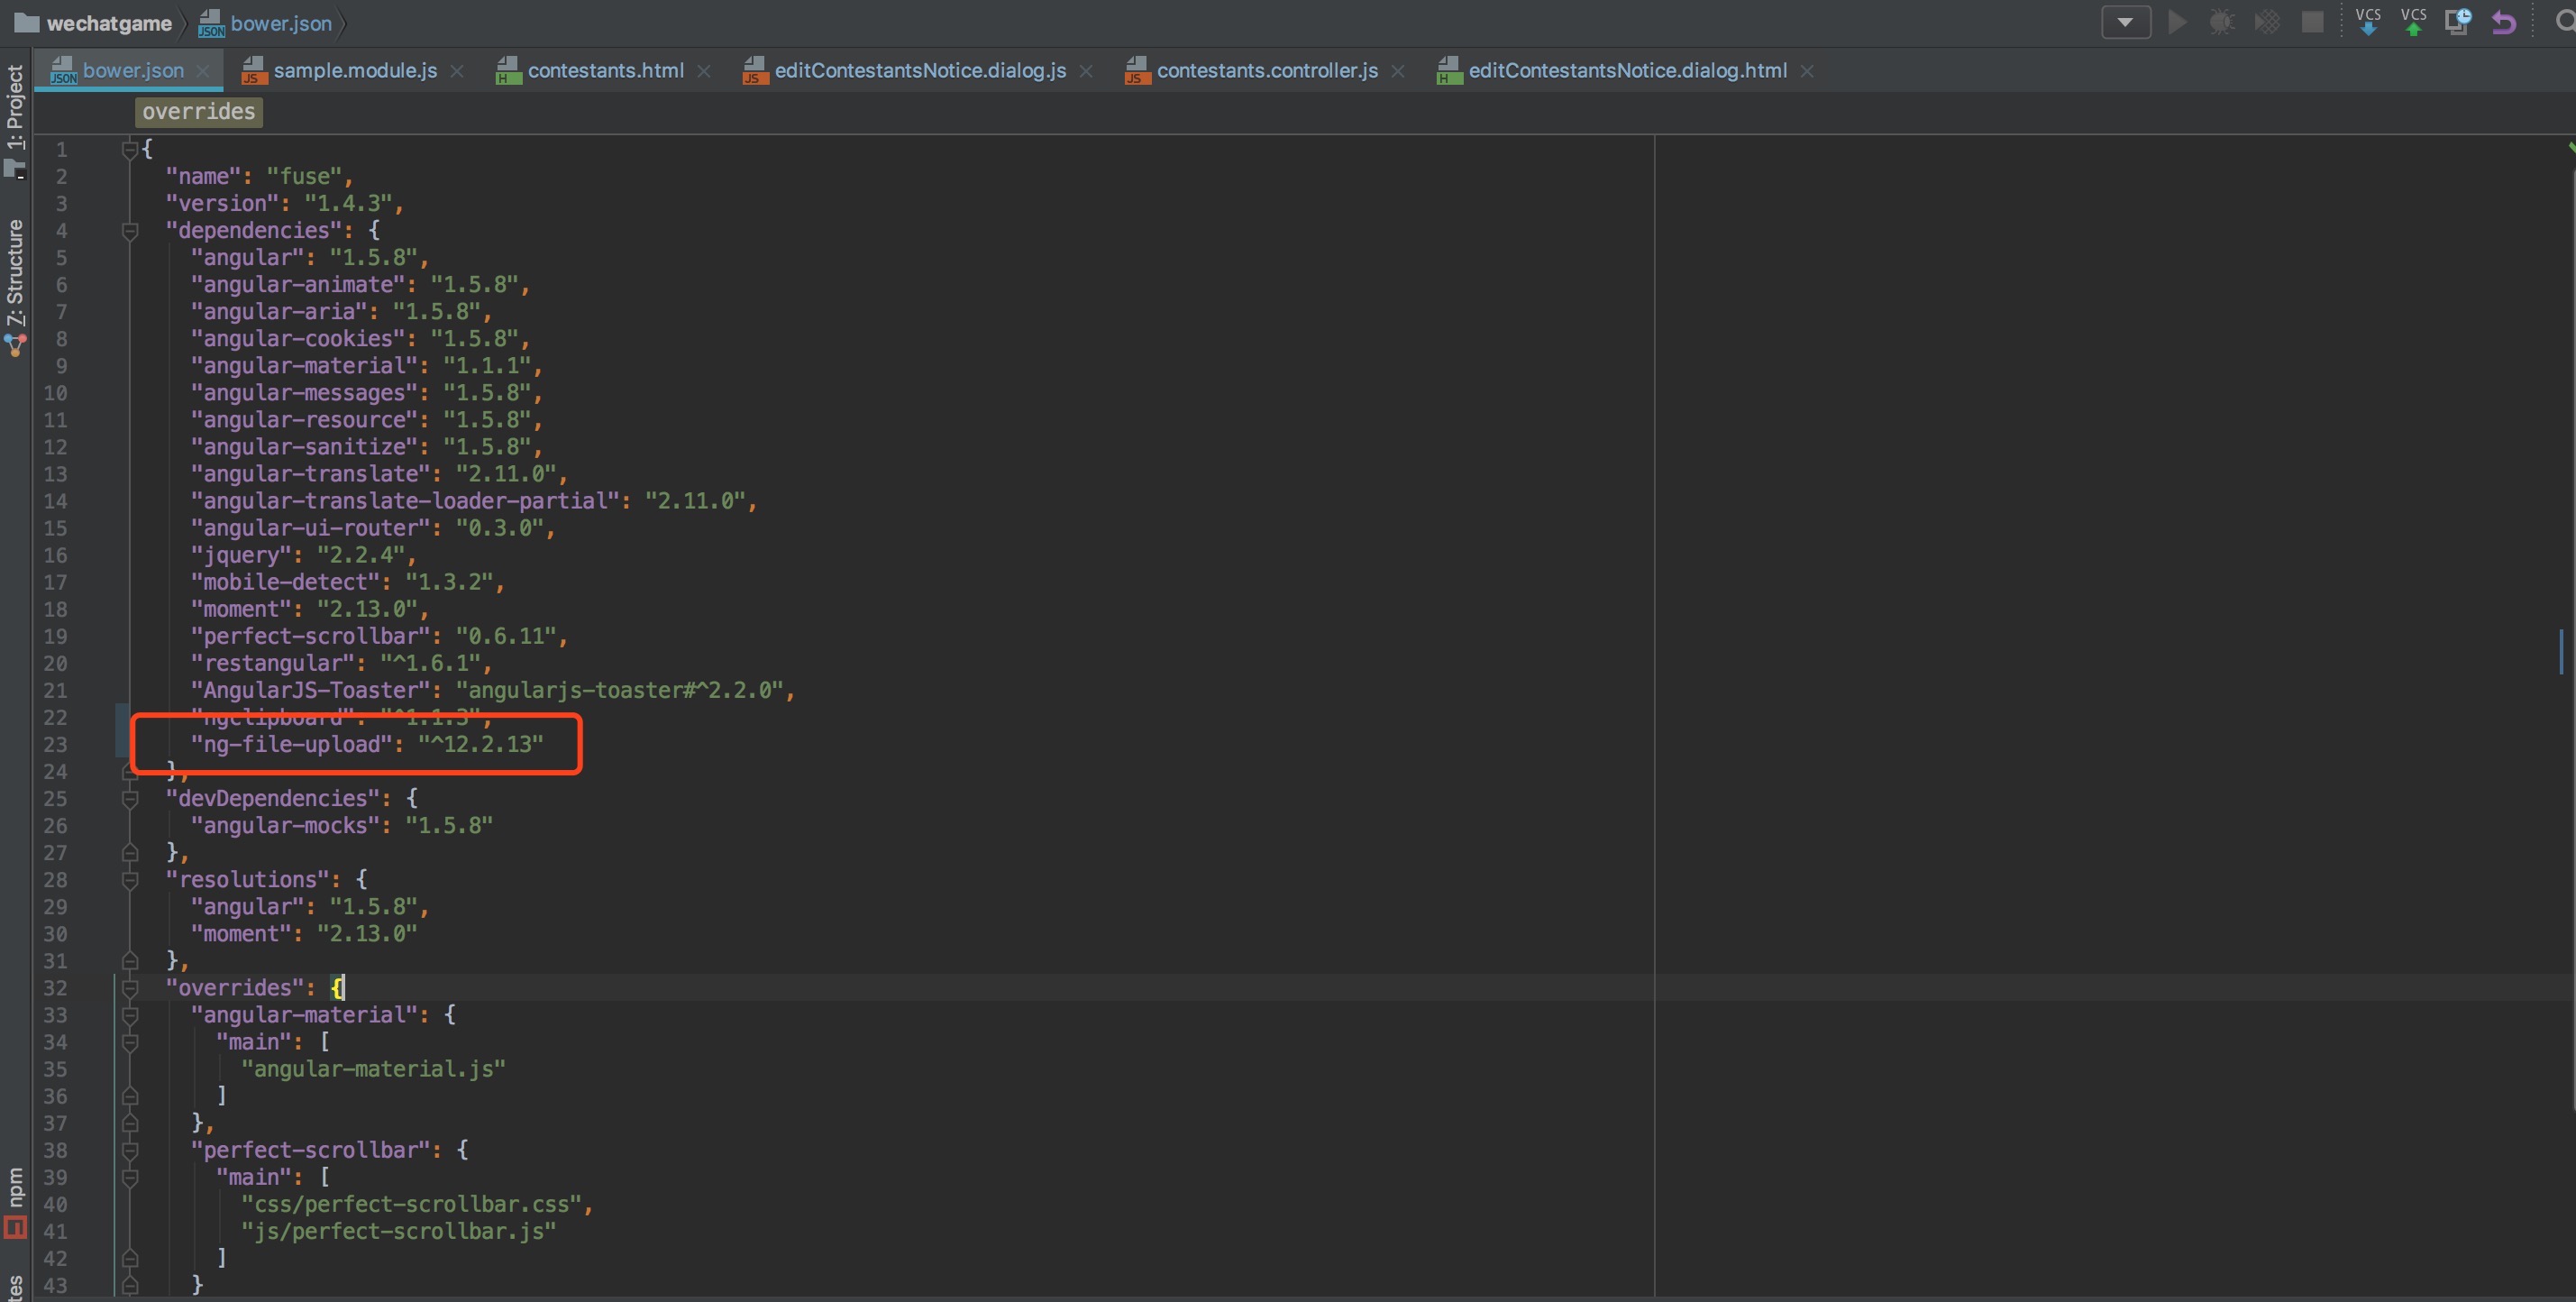 wechatgame bower.json
VCS VCS
bower.json sample.module.js contestants.html editContestantsNotice.dialog.js contestants.controller.js editContestantsNotice.dialog.html
overrides
1: Project
7: Structure
npm
1 {
2 "name": "fuse",
3 "version": "1.4.3",
4 "dependencies": {
5 "angular": "1.5.8",
6 "angular-animate": "1.5.8",
7 "angular-aria": "1.5.8",
8 "angular-cookies": "1.5.8",
9 "angular-material": "1.1.1",
10 "angular-messages": "1.5.8",
11 "angular-resource": "1.5.8",
12 "angular-sanitize": "1.5.8",
13 "angular-translate": "2.11.0",
14 "angular-translate-loader-partial": "2.11.0",
15 "angular-ui-router": "0.3.0",
16 "jquery": "2.2.4",
17 "mobile-detect": "1.3.2",
18 "moment": "2.13.0",
19 "perfect-scrollbar": "0.6.11",
20 "restangular": "^1.6.1",
21 "AngularJS-Toaster": "angularjs-toaster#^2.2.0",
22 "ngclipboard": "^1.1.3",
23 "ng-file-upload": "^12.2.13"
24 },
25 "devDependencies": {
26 "angular-mocks": "1.5.8"
27 },
28 "resolutions": {
29 "angular": "1.5.8",
30 "moment": "2.13.0"
31 },
32 "overrides": {
33 "angular-material": {
34 "main": [
35 "angular-material.js"
36 ]
37 },
38 "perfect-scrollbar": {
39 "main": [
40 "css/perfect-scrollbar.css",
41 "js/perfect-scrollbar.js"
42 ]
43 }